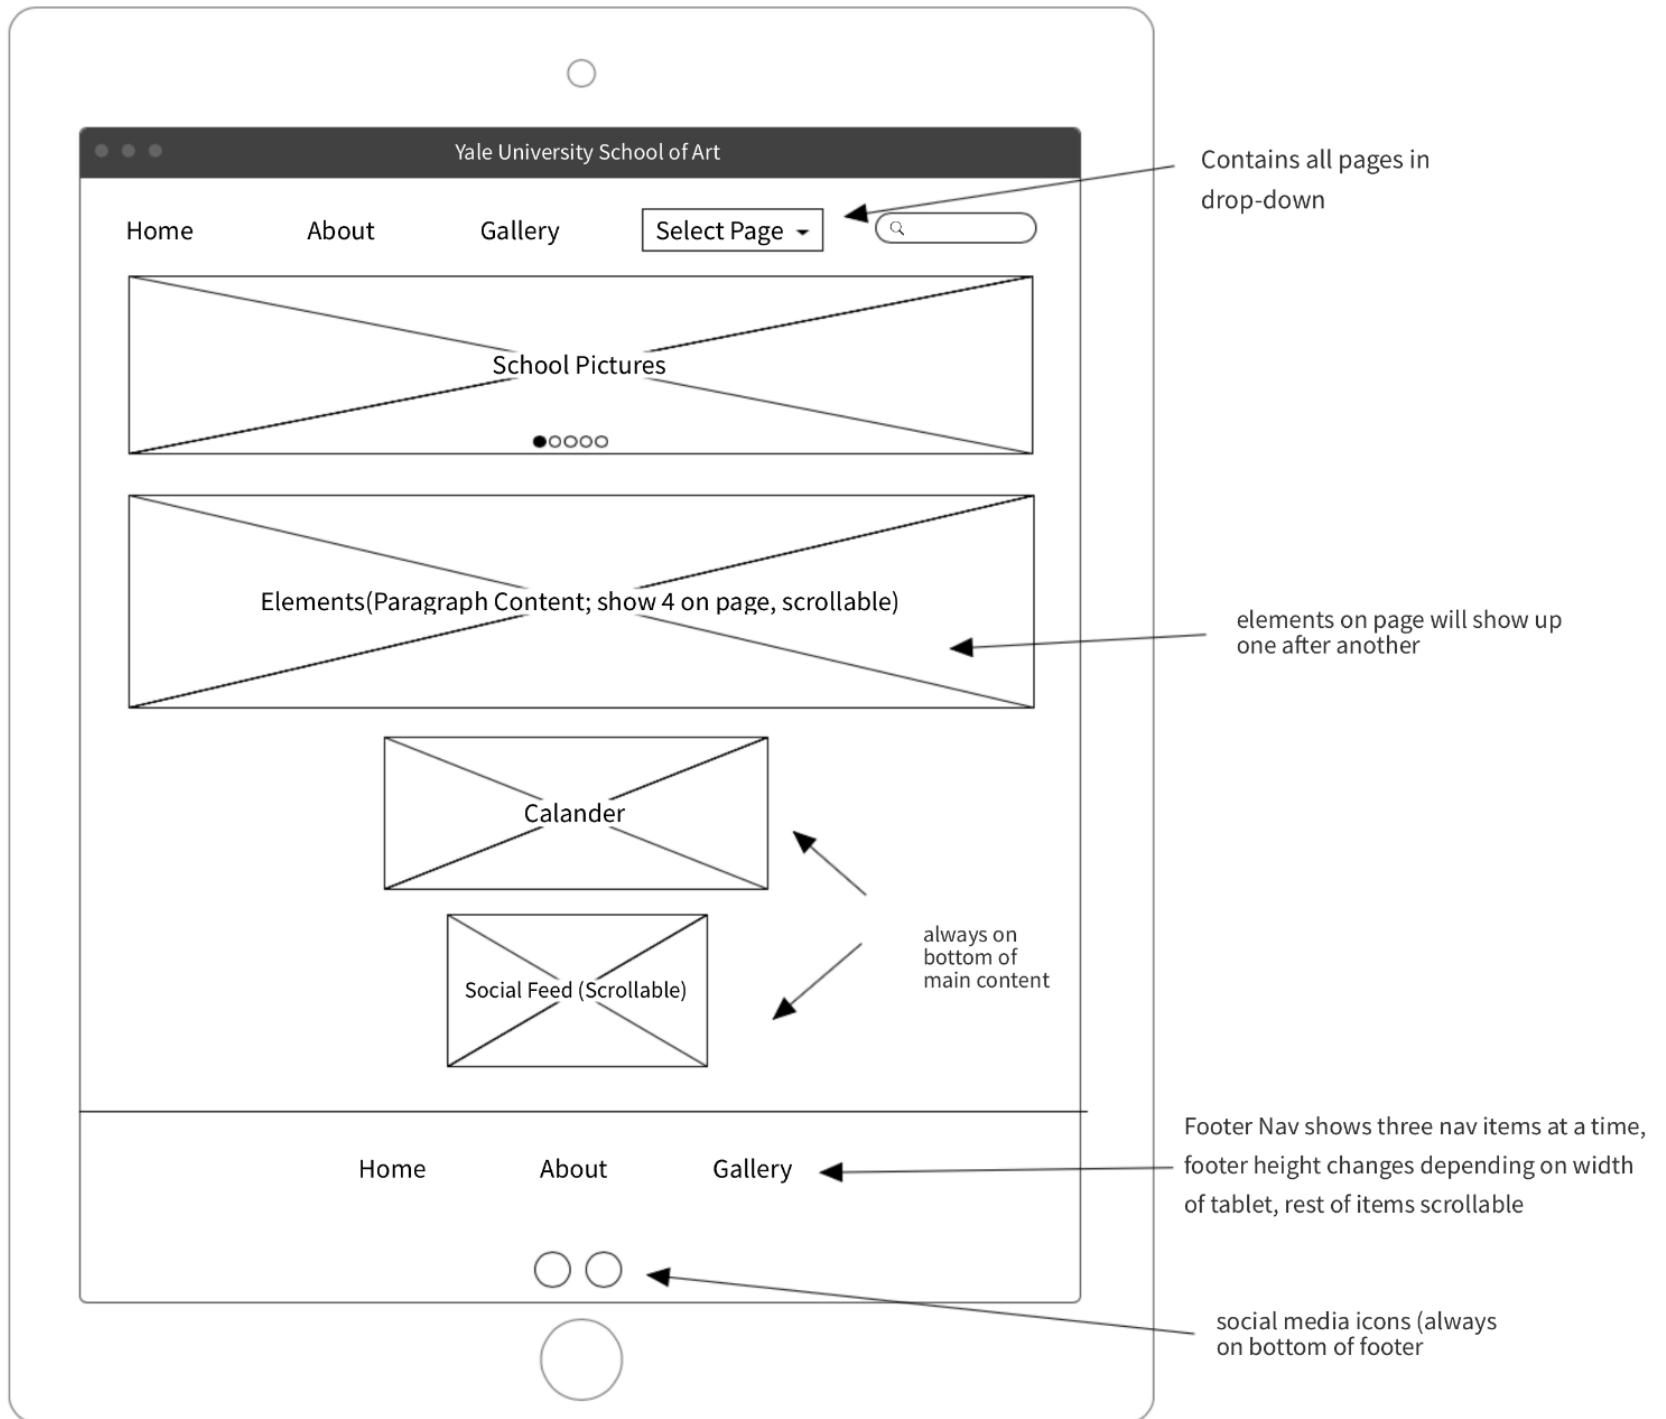 Yale University School of Art
Contains all pages in
drop-down
Home About Gallery Select Page
School Pictures
Elements(Paragraph Content; show 4 on page, scrollable)
elements on page will show up
one after another
Calander
always on
bottom of
main content
Social Feed (Scrollable)
Footer Nav shows three nav items at a time,
footer height changes depending on width
of tablet, rest of items scrollable
Home About Gallery
social media icons (always
on bottom of footer